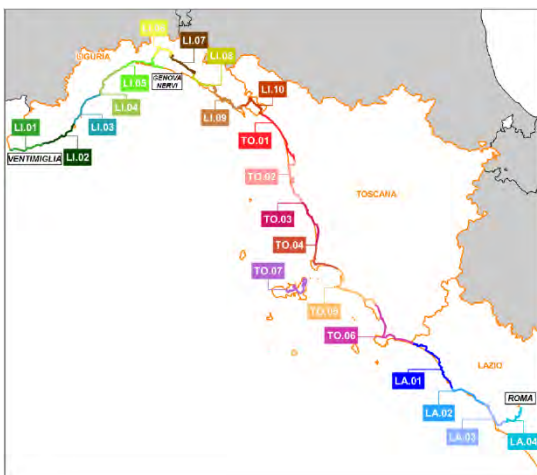 LI.06
LI.07
LI.08
LIGURIA
GENOVA
NERVI
LI.05
LI.10
LI.04
LI.09
LI.01
LI.03
TO.01
VENTIMIGLIA
LI.02
TO.02
TOSCANA
TO.03
TO.04
TO.07
TO.05
TO.06
LAZIO
LA.01
ROMA
LA.02
LA.03
LA.04